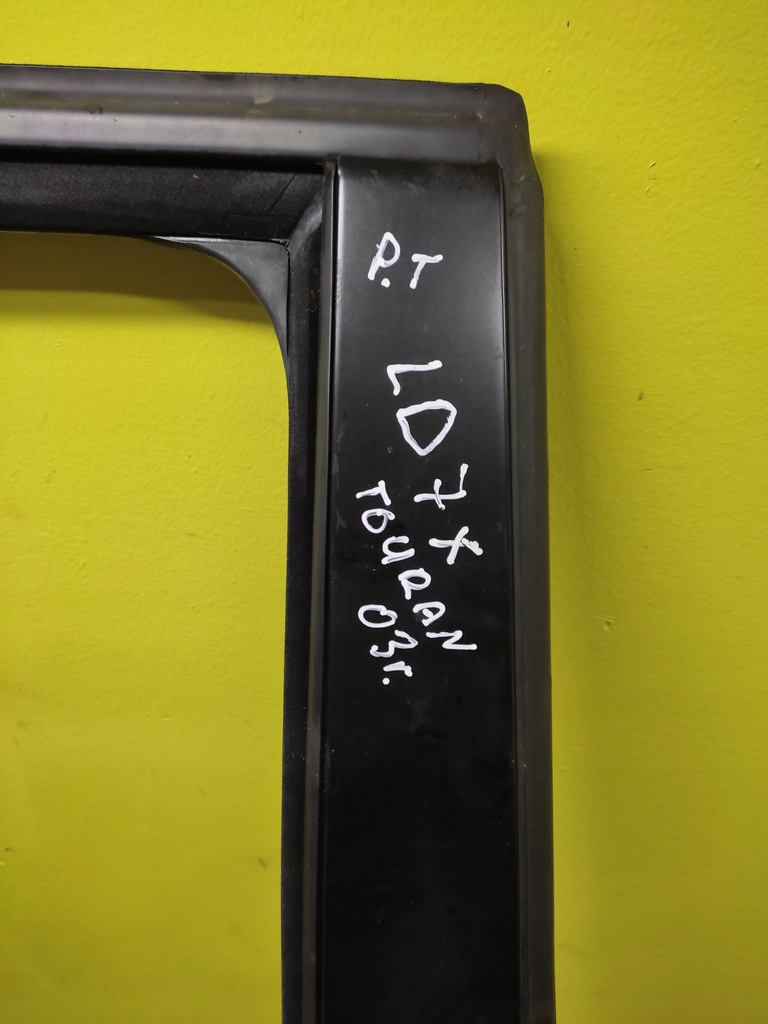 P.T
LD7X
TOURAN
03г.